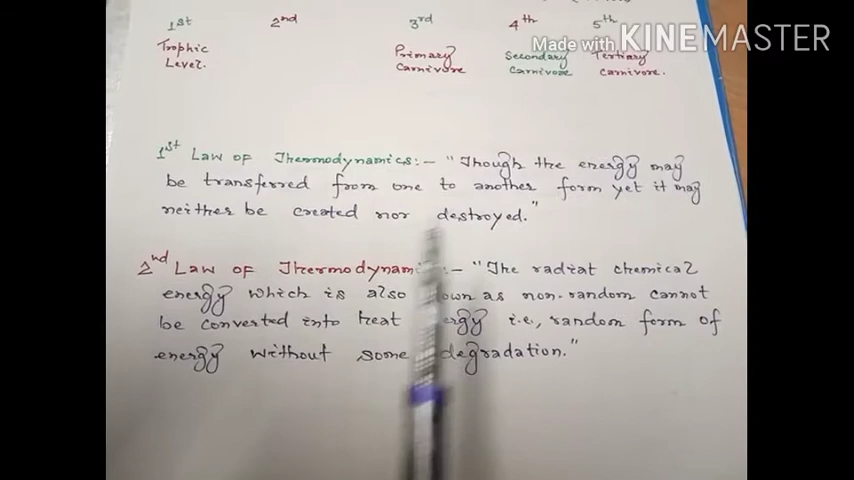 1st 2nd 3rd 4th 5th
Made with KINEMASTER
Trophic Primary Secondary Tertiary
Level. Carnivore Carnivore Carnivore.
1st Law of Thermodynamics:- "Though the energy may
be transferred from one to another form yet it may
neither be created nor destroyed."
2nd Law of Thermodynami :- "The radiat chemical
energy which is also own as non-random cannot
be converted into heat ergy i.e., random form of
energy without some degradation."